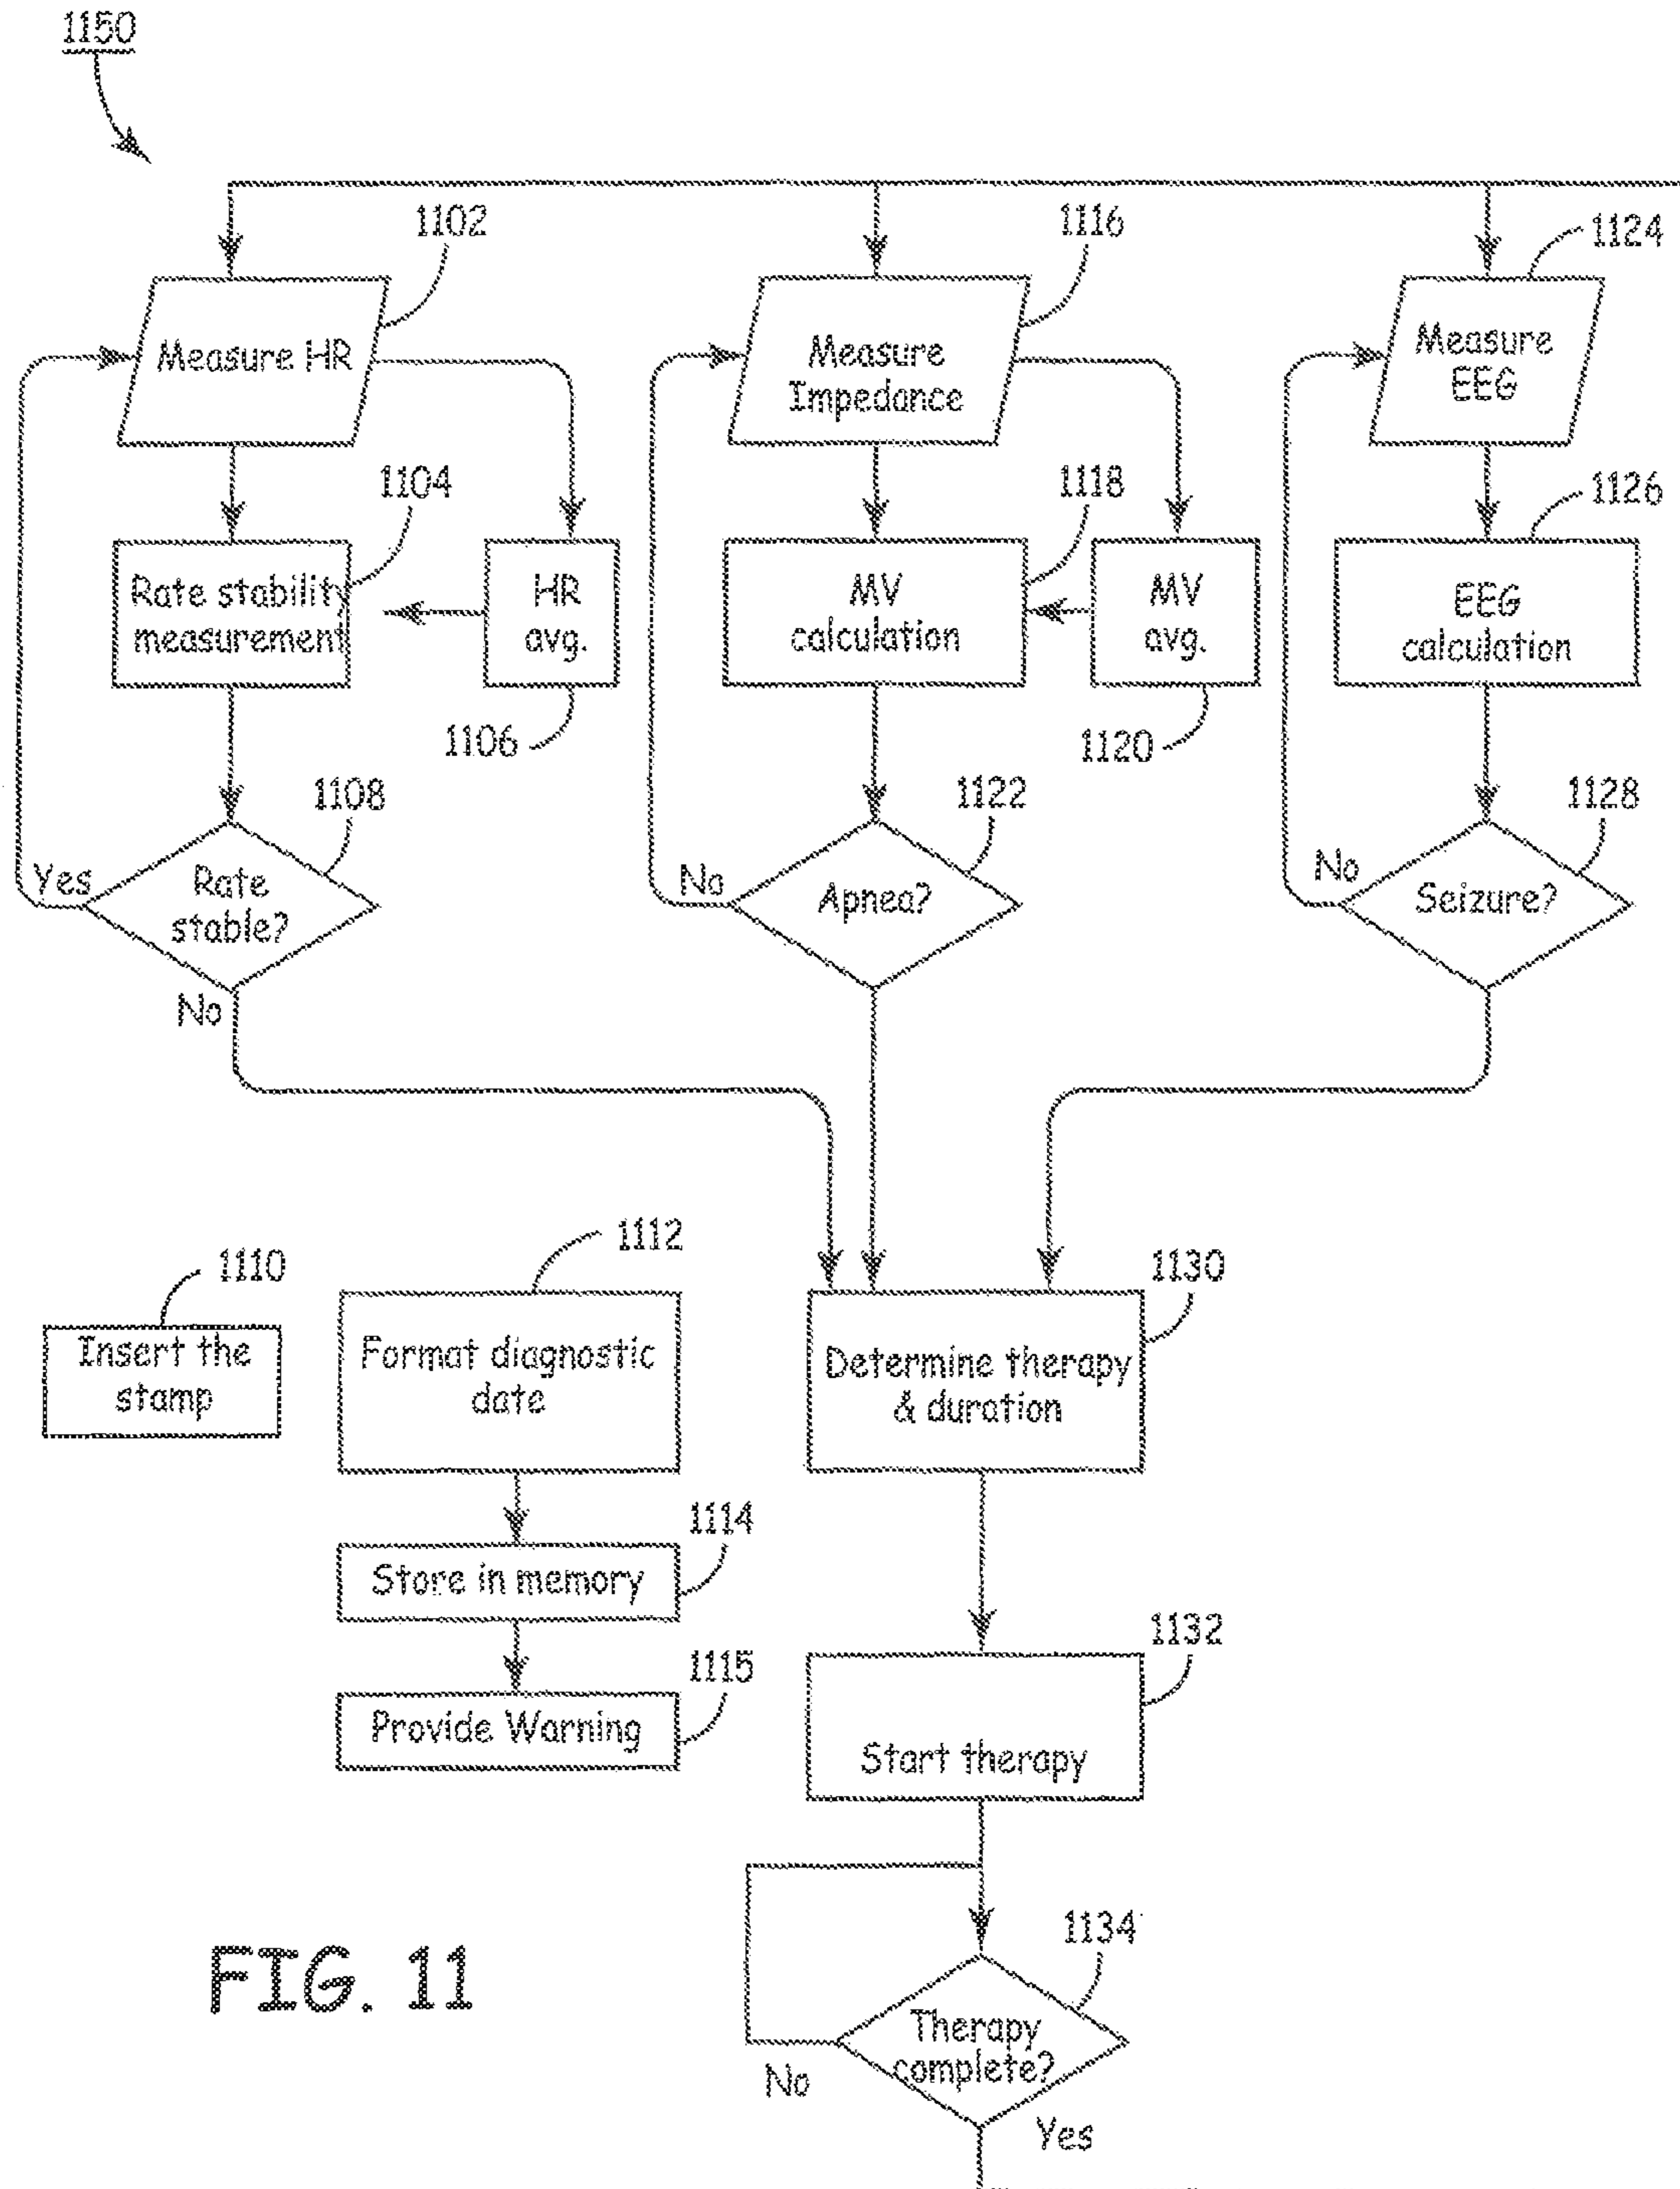 1150
1102
1116
1124
Measure HR
Measure
Impedance
Measure
EEG
1104
1118
1126
Rate stability
measurement
HR
avg.
MV
calculation
MV
avg.
EEG
calculation
1106
1120
1108
1122
1128
Yes
Rate
stable?
No
No
Apnea?
No
Seizure?
1110
1112
1130
Insert the
stamp
Format diagnostic
date
Determine therapy
& duration
1114
Store in memory
1115
Provide Warning
1132
Start therapy
1134
Therapy
complete?
No
Yes
FIG. 11